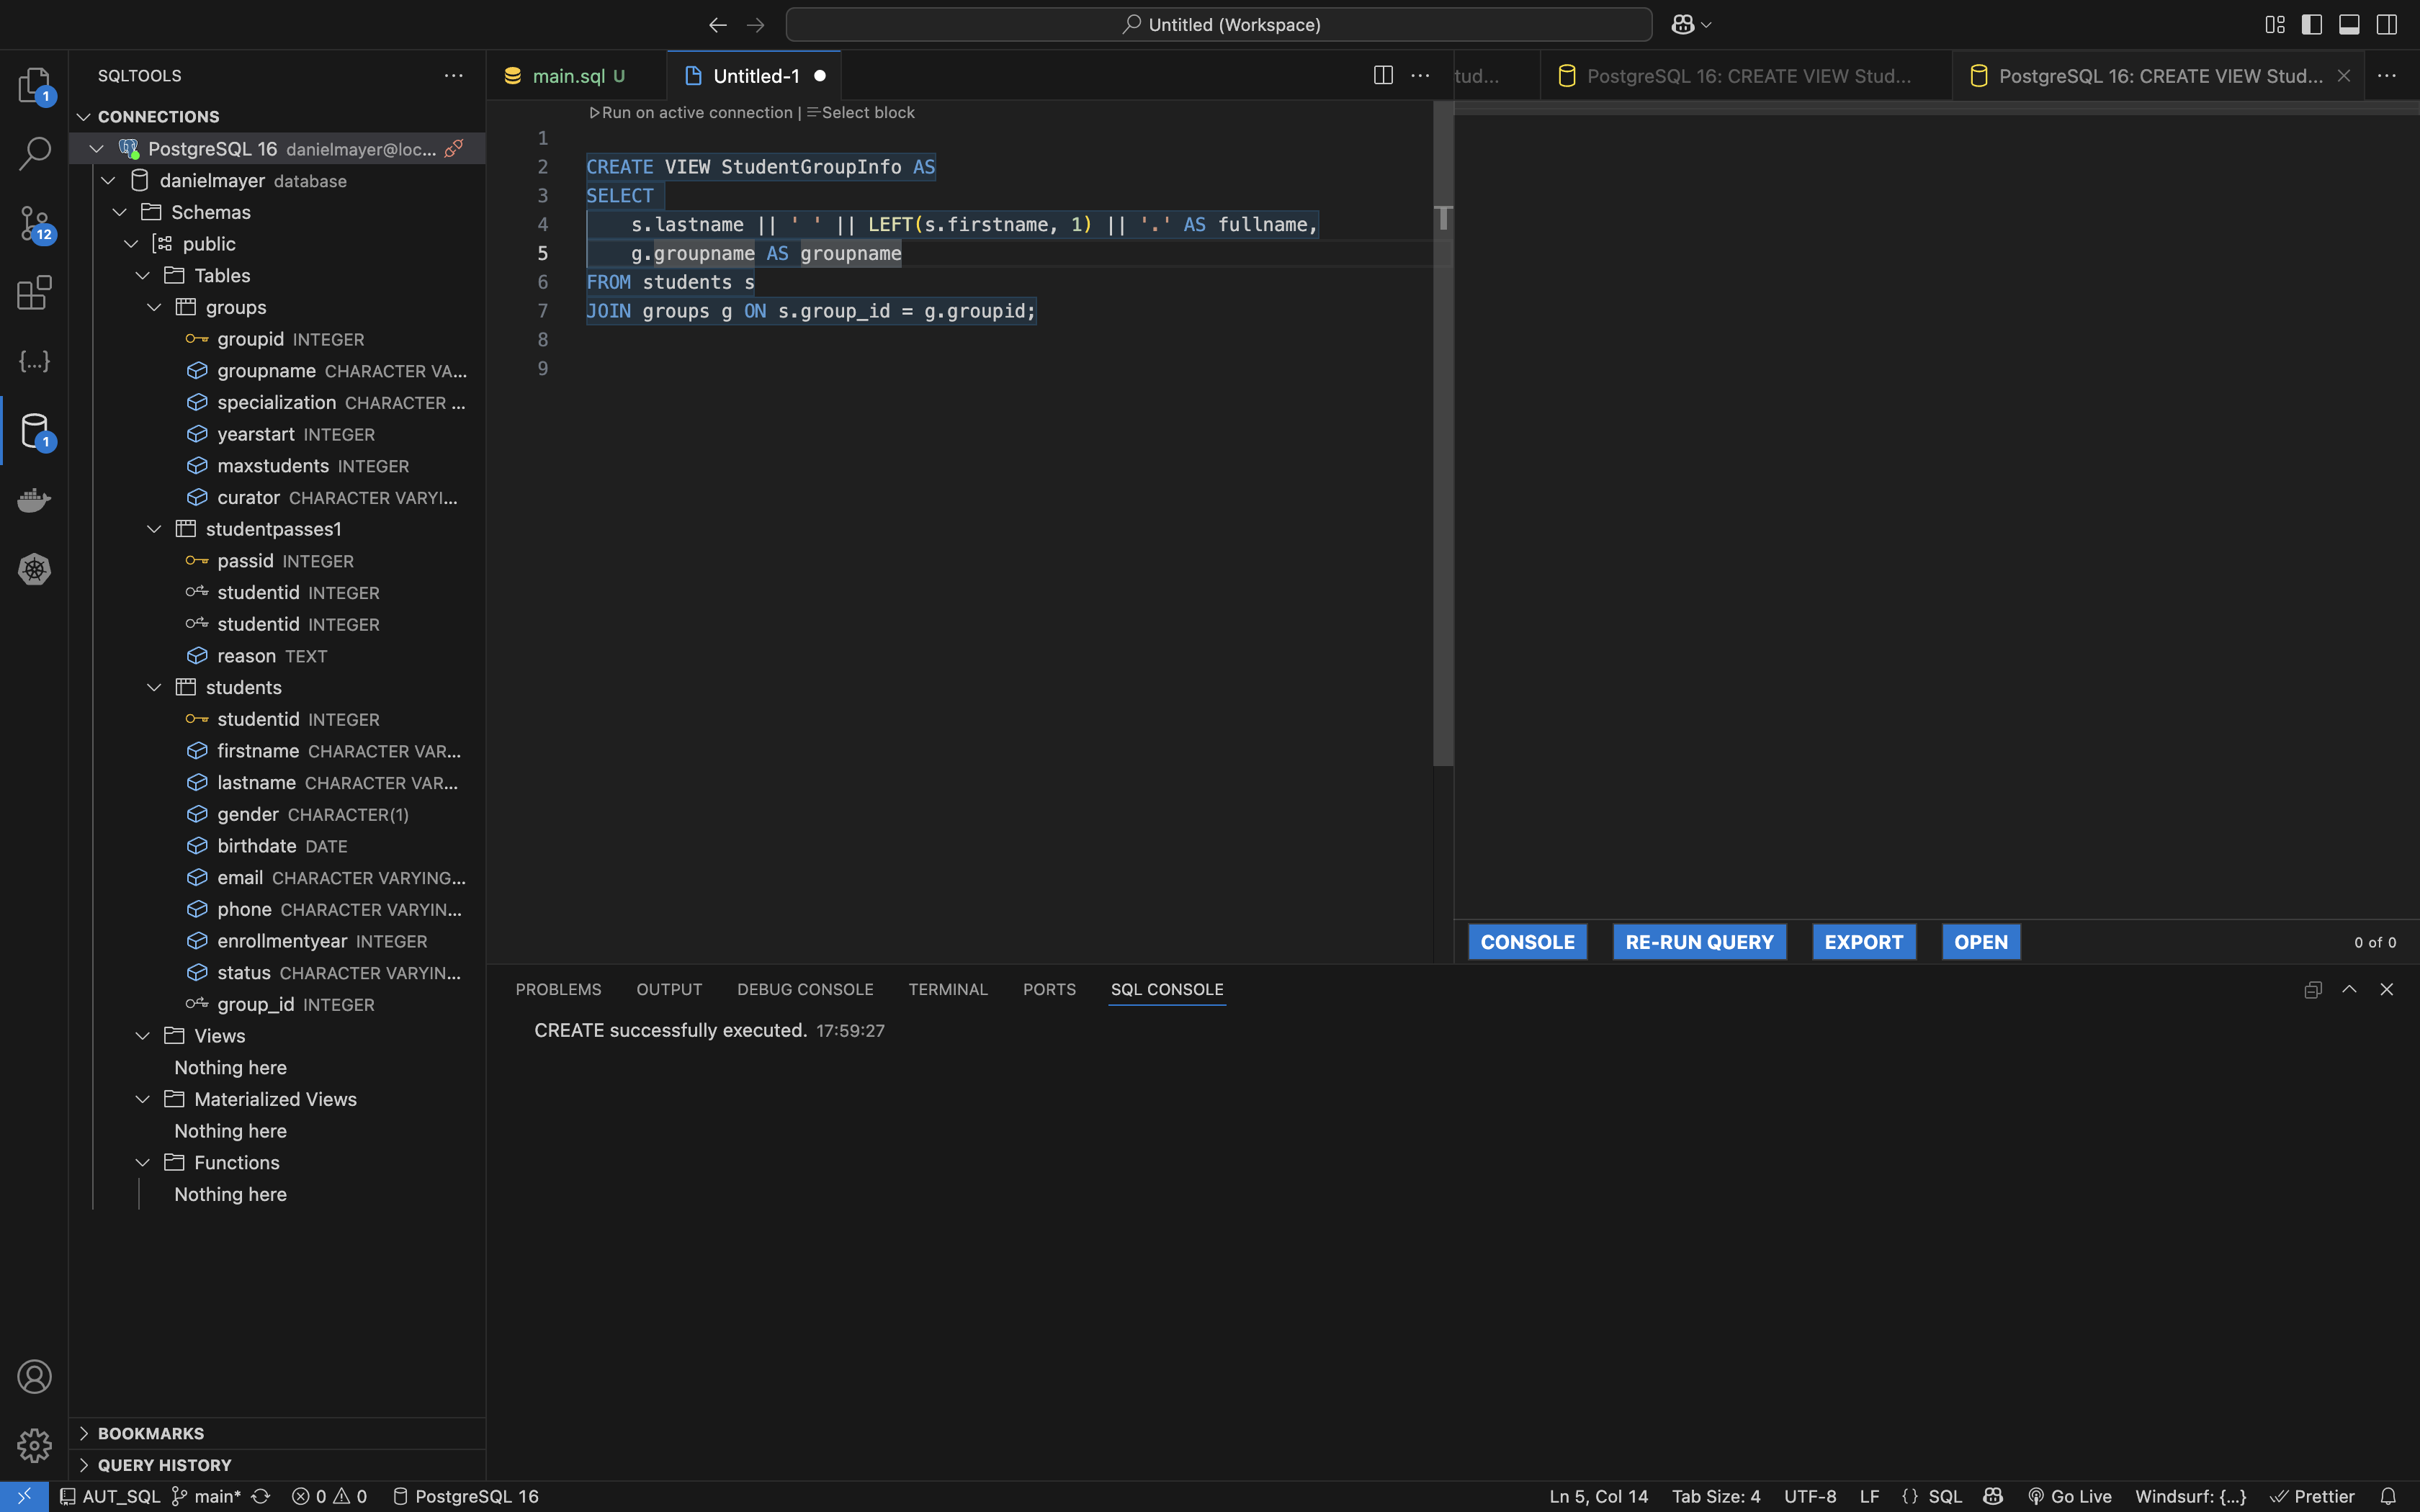 Untitled (Workspace)
SQLTOOLS
CONNECTIONS
PostgreSQL 16 danielmayer@loc...
danielmayer database
Schemas
public
Tables
groups
groupid INTEGER
groupname CHARACTER VA...
specialization CHARACTER ...
yearstart INTEGER
maxstudents INTEGER
curator CHARACTER VARYI...
studentpasses1
passid INTEGER
studentid INTEGER
studentid INTEGER
reason TEXT
students
studentid INTEGER
firstname CHARACTER VAR...
lastname CHARACTER VAR...
gender CHARACTER(1)
birthdate DATE
email CHARACTER VARYING...
phone CHARACTER VARYIN...
enrollmentyear INTEGER
status CHARACTER VARYIN...
group_id INTEGER
Views
Nothing here
Materialized Views
Nothing here
Functions
Nothing here
BOOKMARKS
QUERY HISTORY
1
12
1
main.sql U
Untitled-1
Run on active connection | Select block
1
2 CREATE VIEW StudentGroupInfo AS
3 SELECT
4 s.lastname || ' ' || LEFT(s.firstname, 1) || '.' AS fullname,
5 g.groupname AS groupname
6 FROM students s
7 JOIN groups g ON s.group_id = g.groupid;
8
9
tud...
PostgreSQL 16: CREATE VIEW Stud...
PostgreSQL 16: CREATE VIEW Stud...
CONSOLE RE-RUN QUERY EXPORT OPEN 0 of 0
PROBLEMS OUTPUT DEBUG CONSOLE TERMINAL PORTS SQL CONSOLE
CREATE successfully executed. 17:59:27
AUT_SQL main* 0 0 PostgreSQL 16 Ln 5, Col 14 Tab Size: 4 UTF-8 LF {} SQL Go Live Windsurf: {...} Prettier